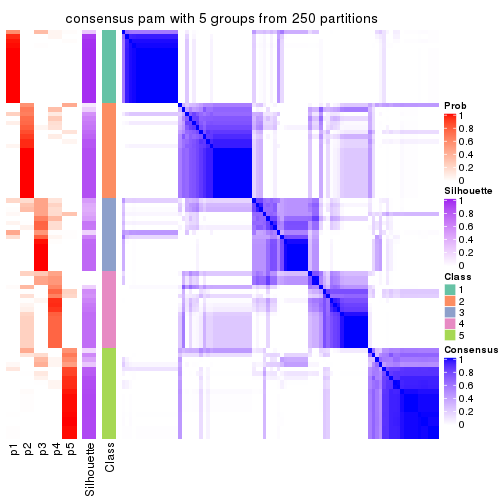 consensus pam with 5 groups from 250 partitions
Prob
1
0.8
0.6
0.4
0.2
0
Silhouette
1
0.8
0.6
0.4
0.2
0
Class
1
2
3
4
5
Consensus
1
0.8
0.6
0.4
0.2
0
p1
p2
p3
p4
p5
Silhouette
Class